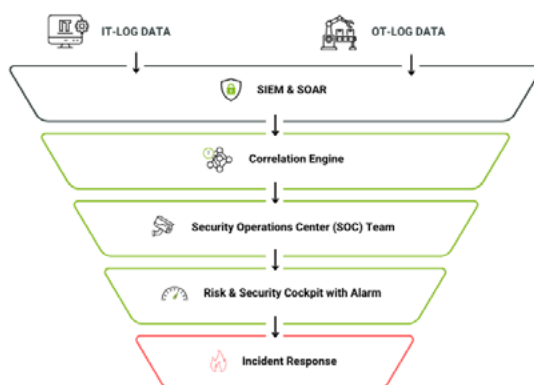 IT
IT-LOG DATA
OT-LOG DATA
SIEM & SOAR
Correlation Engine
Security Operations Center (SOC) Team
Risk & Security Cockpit with Alarm
Incident Response